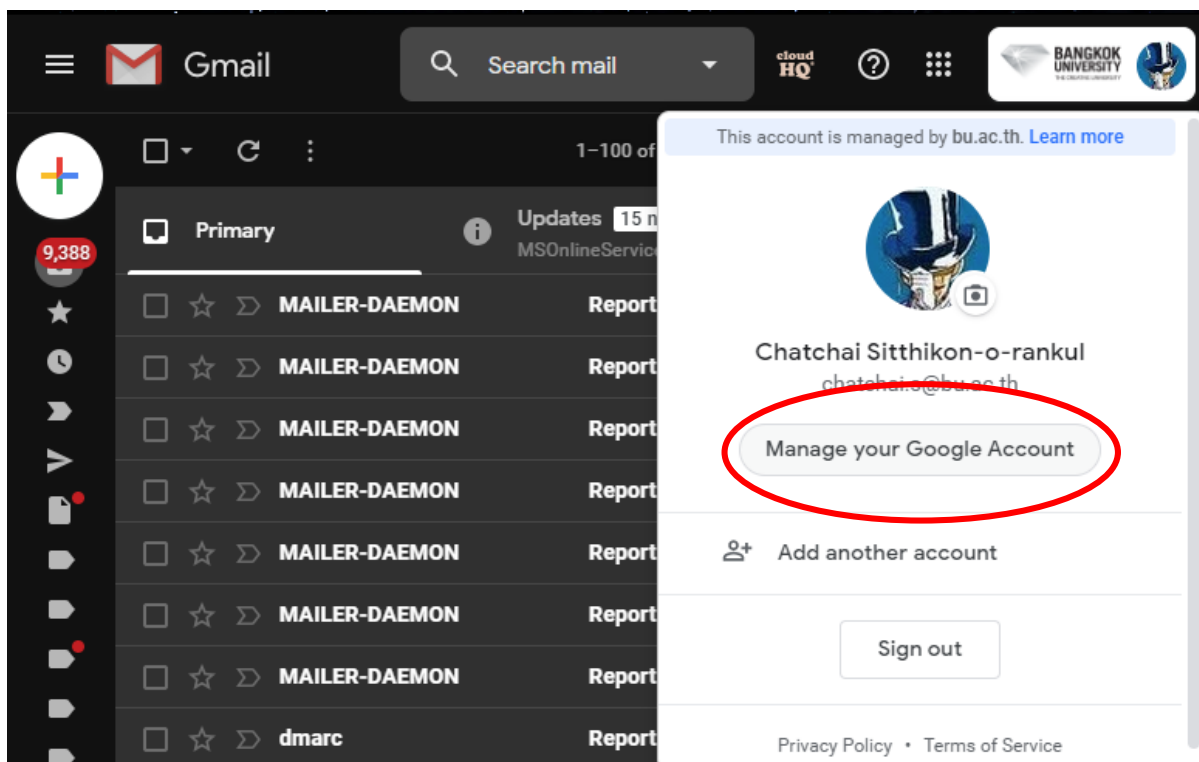 Gmail
Search mail
cloud
HQ
BANGKOK
UNIVERSITY
THE CREATIVE UNIVERSITY
This account is managed by bu.ac.th. Learn more
1–100 of
Primary
Updates 15 n
MSOnlineService
9,388
MAILER-DAEMON Report
MAILER-DAEMON Report
MAILER-DAEMON Report
MAILER-DAEMON Report
MAILER-DAEMON Report
MAILER-DAEMON Report
MAILER-DAEMON Report
dmarc Report
Chatchai Sitthikon-o-rankul
chatchai.s@bu.ac.th
Manage your Google Account
Add another account
Sign out
Privacy Policy • Terms of Service